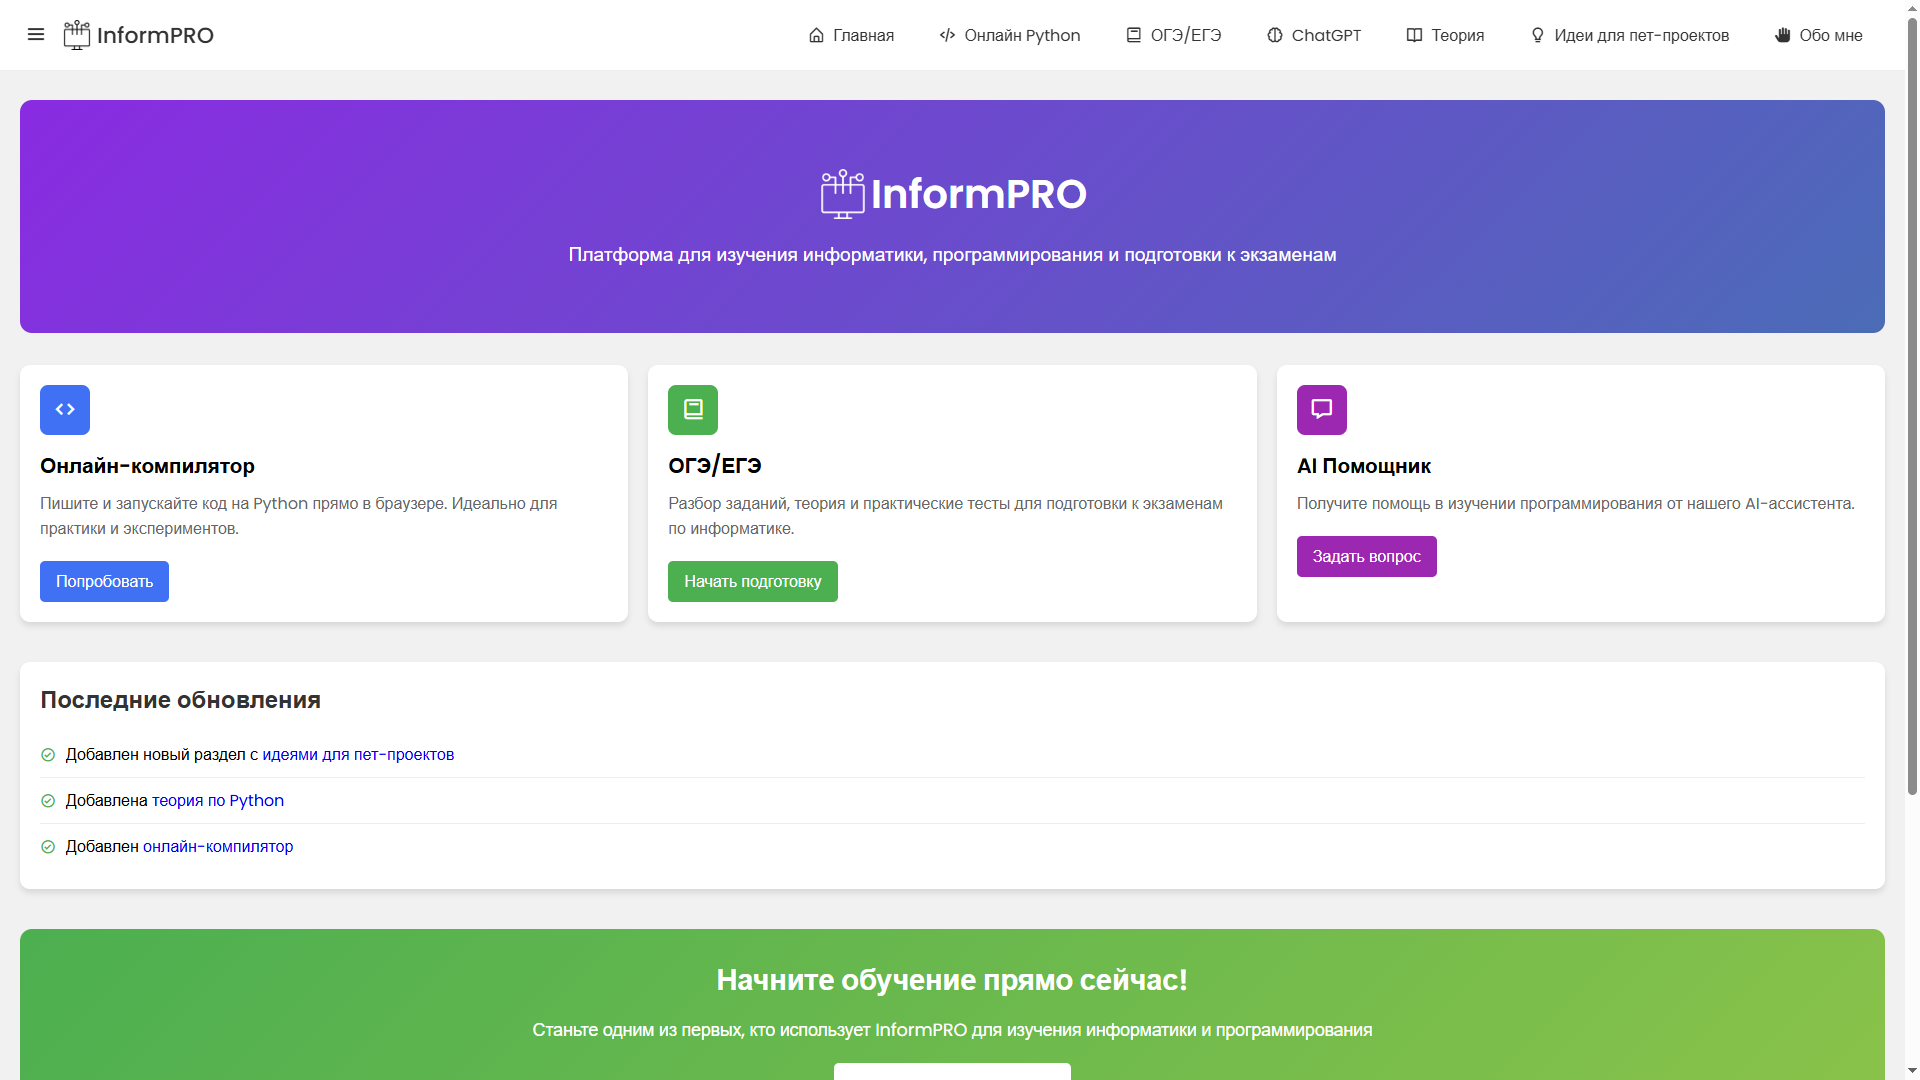 InformPRO
Главная
Онлайн Python
ОГЭ/ЕГЭ
ChatGPT
Теория
Идеи для пет-проектов
Обо мне
InformPRO
Платформа для изучения информатики, программирования и подготовки к экзаменам
Онлайн-компилятор
Пишите и запускайте код на Python прямо в браузере. Идеально для
практики и экспериментов.
Попробовать
ОГЭ/ЕГЭ
Разбор заданий, теория и практические тесты для подготовки к экзаменам
по информатике.
Начать подготовку
AI Помощник
Получите помощь в изучении программирования от нашего AI-ассистента.
Задать вопрос
Последние обновления
Добавлен новый раздел с идеями для пет-проектов
Добавлена теория по Python
Добавлен онлайн-компилятор
Начните обучение прямо сейчас!
Станьте одним из первых, кто использует InformPRO для изучения информатики и программирования